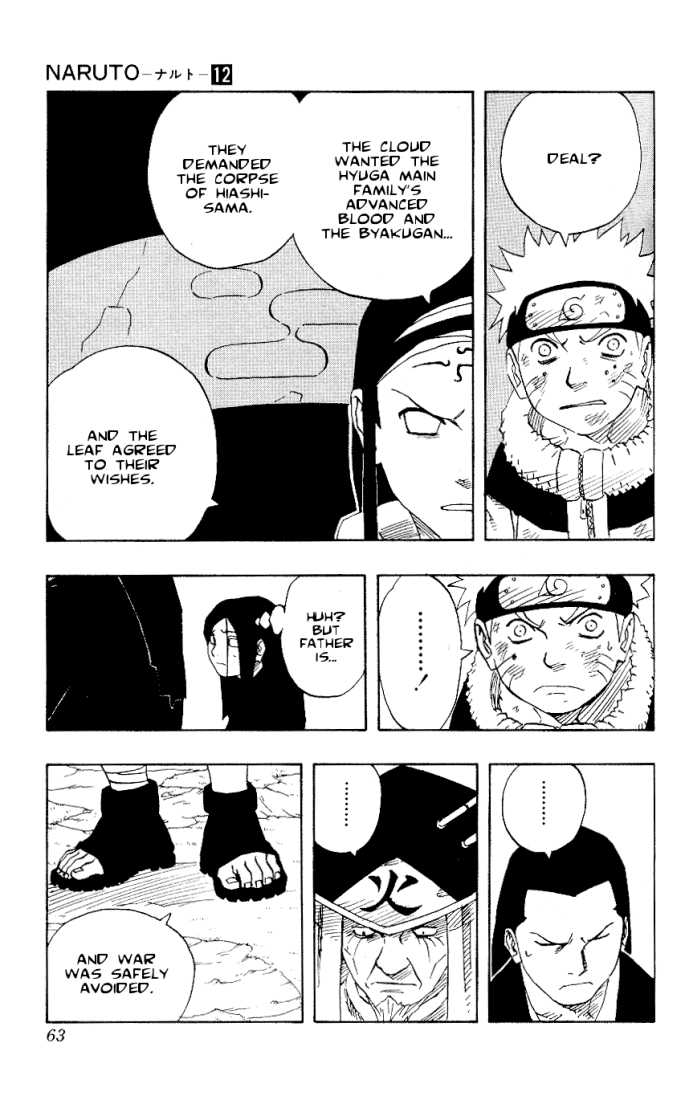 NARUTO―ナルト―12
DEAL?
THE CLOUD
WANTED THE
HYUGA MAIN
FAMILY'S
ADVANCED
BLOOD AND
THE BYAKUGAN...
THEY
DEMANDED
THE CORPSE
OF HIASHI-
SAMA.
AND THE
LEAF AGREED
TO THEIR
WISHES.
........!
HUH?
BUT
FATHER
IS...
........
火
........
AND WAR
WAS SAFELY
AVOIDED.
63